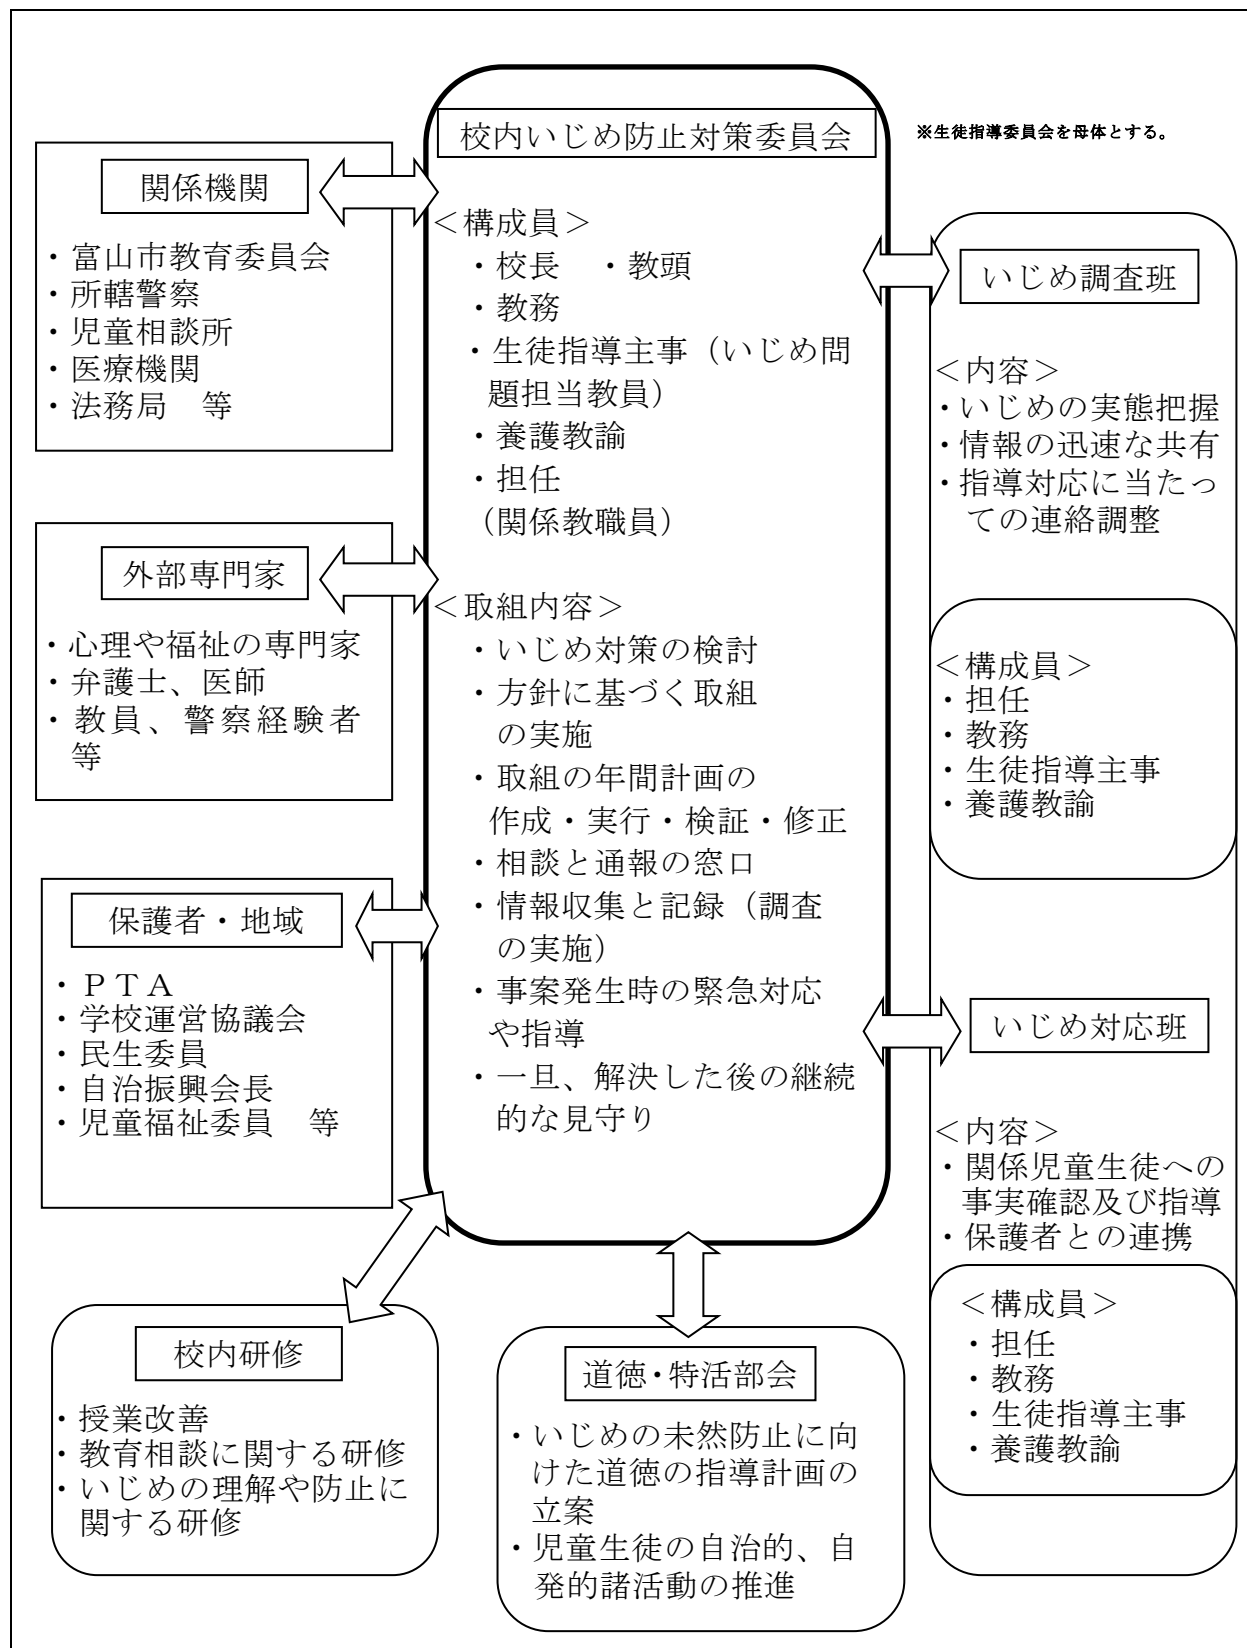 校内いじめ防止対策委員会
※生徒指導委員会を母体とする。
＜構成員＞
・校長　・教頭
・教務
・生徒指導主事（いじめ問
題担当教員）
・養護教諭
・担任
（関係教職員）
＜取組内容＞
・いじめ対策の検討
・方針に基づく取組
の実施
・取組の年間計画の
作成・実行・検証・修正
・相談と通報の窓口
・情報収集と記録（調査
の実施）
・事案発生時の緊急対応
や指導
・一旦、解決した後の継続
的な見守り
関係機関
・富山市教育委員会
・所轄警察
・児童相談所
・医療機関
・法務局　等
外部専門家
・心理や福祉の専門家
・弁護士、医師
・教員、警察経験者
等
保護者・地域
・ＰＴＡ
・学校運営協議会
・民生委員
・自治振興会長
・児童福祉委員　等
いじめ調査班
＜内容＞
・いじめの実態把握
・情報の迅速な共有
・指導対応に当たっ
ての連絡調整
＜構成員＞
・担任
・教務
・生徒指導主事
・養護教諭
いじめ対応班
＜内容＞
・関係児童生徒への
事実確認及び指導
・保護者との連携
＜構成員＞
・担任
・教務
・生徒指導主事
・養護教諭
校内研修
・授業改善
・教育相談に関する研修
・いじめの理解や防止に
関する研修
道徳・特活部会
・いじめの未然防止に向
けた道徳の指導計画の
立案
・児童生徒の自治的、自
発的諸活動の推進